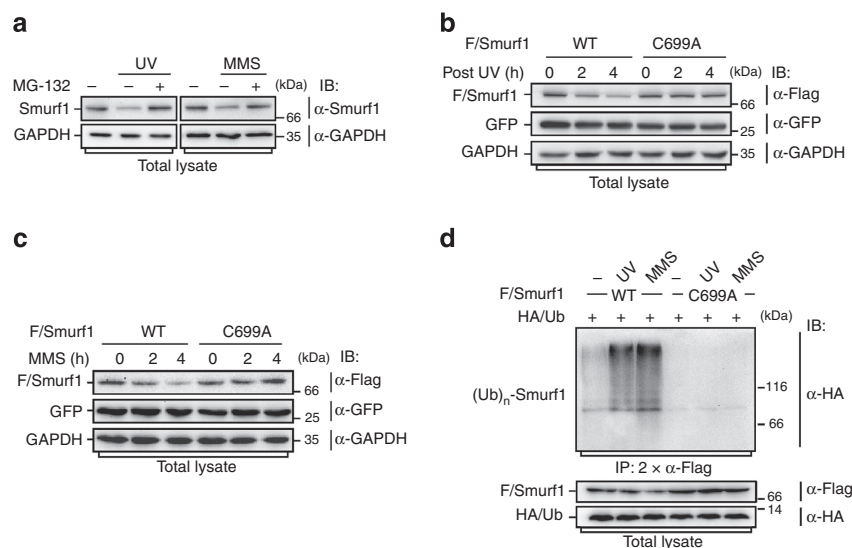 a
UV MMS
MG-132 – – + – – + (kDa) IB:
Smurf1 66 α-Smurf1
GAPDH 35 α-GAPDH
Total lysate
b
F/Smurf1 WT C699A
Post UV (h) 0 2 4 0 2 4 (kDa) IB:
F/Smurf1 66 α-Flag
GFP 25 α-GFP
GAPDH 35 α-GAPDH
Total lysate
c
F/Smurf1 WT C699A
MMS (h) 0 2 4 0 2 4 (kDa) IB:
F/Smurf1 66 α-Flag
GFP 25 α-GFP
GAPDH 35 α-GAPDH
Total lysate
d
– UV MMS – UV MMS
F/Smurf1 WT C699A
HA/Ub + + + + + + (kDa)
IB:
(Ub)n-Smurf1 116 α-HA
66
IP: 2 × α-Flag
F/Smurf1 66 α-Flag
HA/Ub 14 α-HA
Total lysate